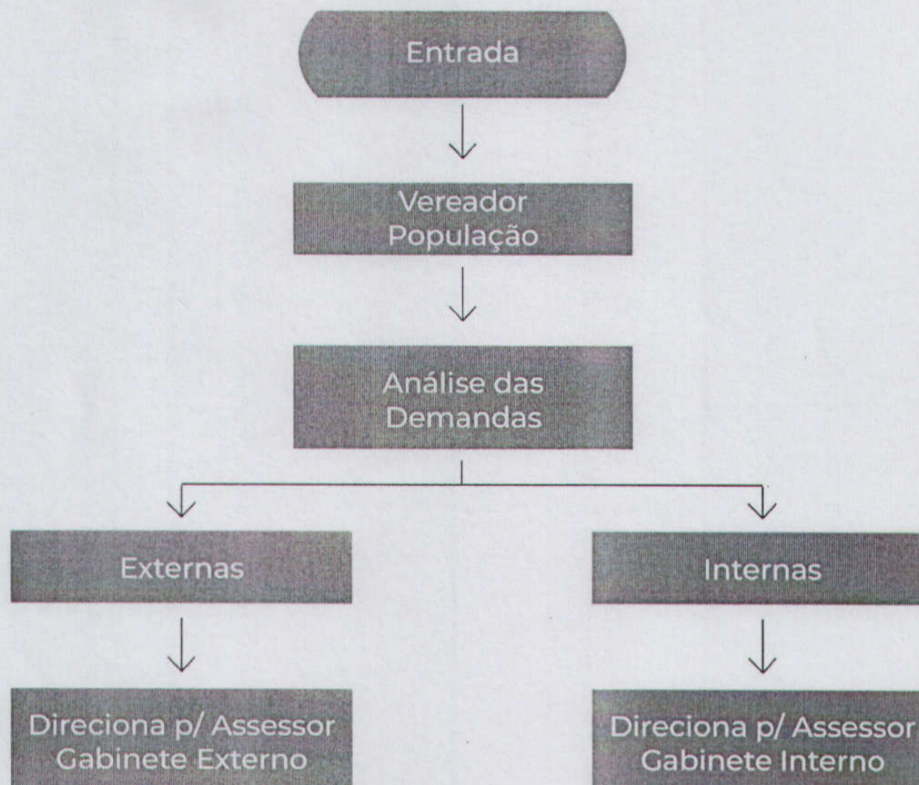 Entrada
Vereador
População
Análise das
Demandas
Externas
Internas
Direciona p/ Assessor
Gabinete Externo
Direciona p/ Assessor
Gabinete Interno